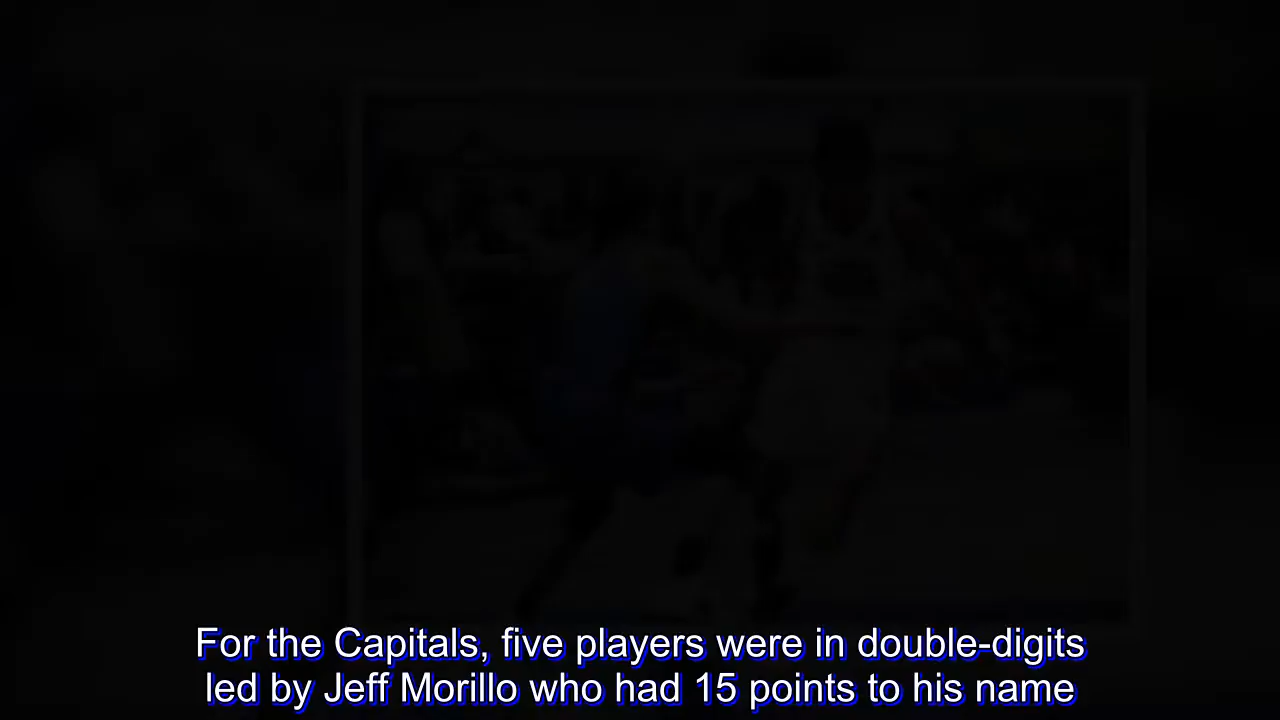 For the Capitals, five players were in double-digits
led by Jeff Morillo who had 15 points to his name